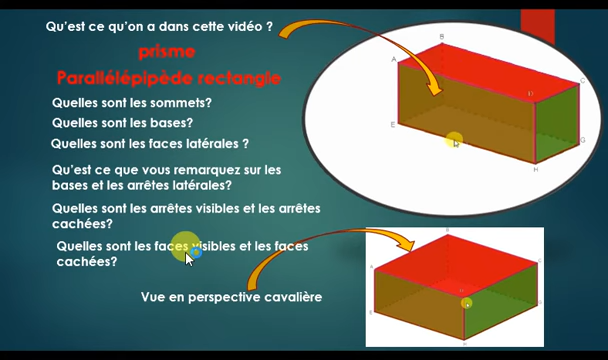 Qu'est ce qu'on a dans cette vidéo ?
prisme
Parallélépipède rectangle
Quelles sont les sommets?
Quelles sont les bases?
Quelles sont les faces latérales ?
Qu'est ce que vous remarquez sur les
bases et les arrêtes latérales?
Quelles sont les arrêtes visibles et les arrêtes
cachées?
Quelles sont les faces visibles et les faces
cachées?
Vue en perspective cavalière
B
A
C
D
E
G
H